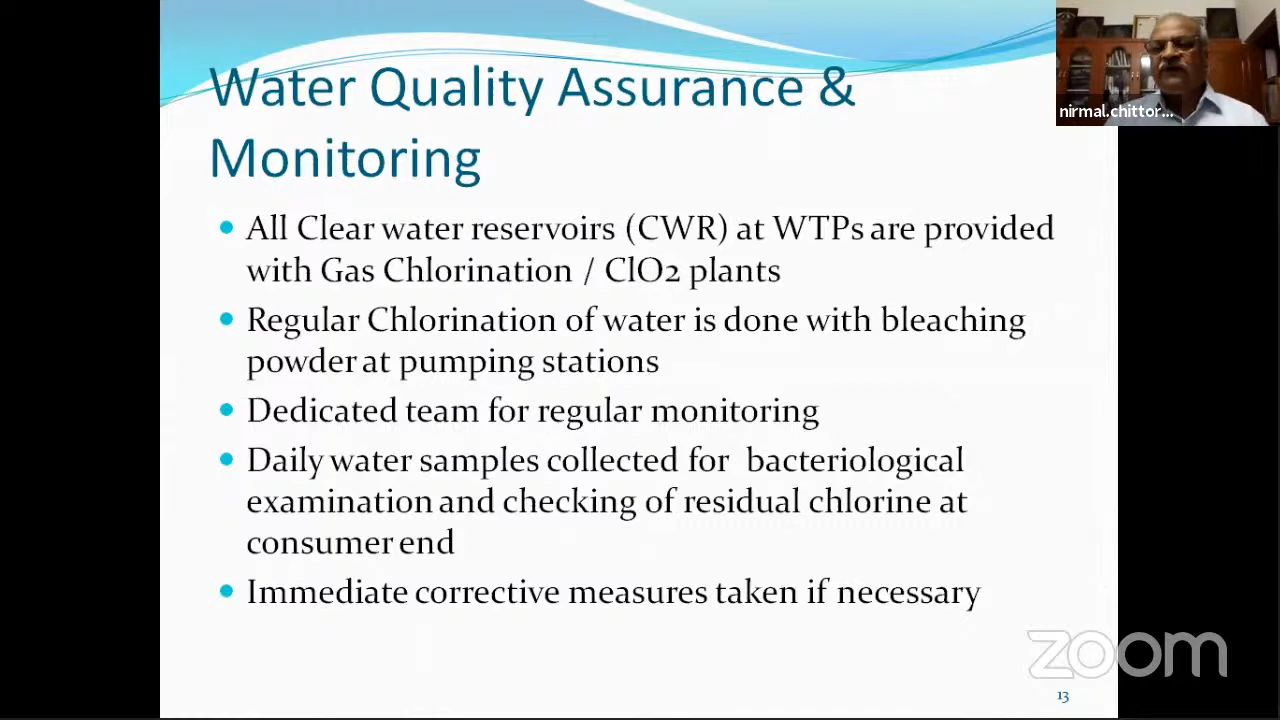 Water Quality Assurance &
Monitoring
nirmal.chittor...
All Clear water reservoirs (CWR) at WTPs are provided
with Gas Chlorination / ClO2 plants
Regular Chlorination of water is done with bleaching
powder at pumping stations
Dedicated team for regular monitoring
Daily water samples collected for bacteriological
examination and checking of residual chlorine at
consumer end
Immediate corrective measures taken if necessary
zoom
13